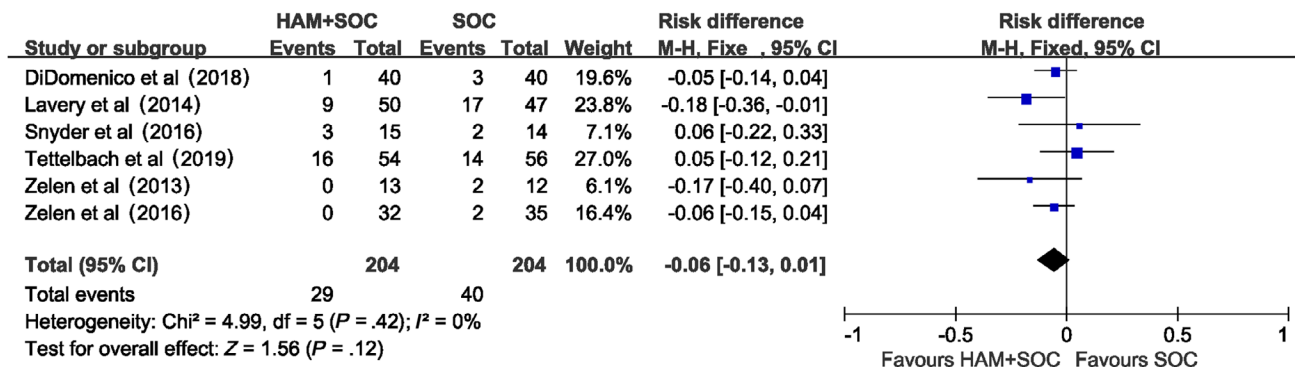 HAM+SOC SOC Risk difference Risk difference
Study or subgroup Events Total Events Total Weight M-H, Fixe , 95% CI M-H, Fixed, 95% CI
DiDomenico et al (2018) 1 40 3 40 19.6% -0.05 [-0.14, 0.04]
Lavery et al (2014) 9 50 17 47 23.8% -0.18 [-0.36, -0.01]
Snyder et al (2016) 3 15 2 14 7.1% 0.06 [-0.22, 0.33]
Tettelbach et al (2019) 16 54 14 56 27.0% 0.05 [-0.12, 0.21]
Zelen et al (2013) 0 13 2 12 6.1% -0.17 [-0.40, 0.07]
Zelen et al (2016) 0 32 2 35 16.4% -0.06 [-0.15, 0.04]
Total (95% CI) 204 204 100.0% -0.06 [-0.13, 0.01]
Total events 29 40
Heterogeneity: Chi² = 4.99, df = 5 (P = .42); I² = 0%
Test for overall effect: Z = 1.56 (P = .12)
-1 -0.5 0 0.5 1
Favours HAM+SOC Favours SOC